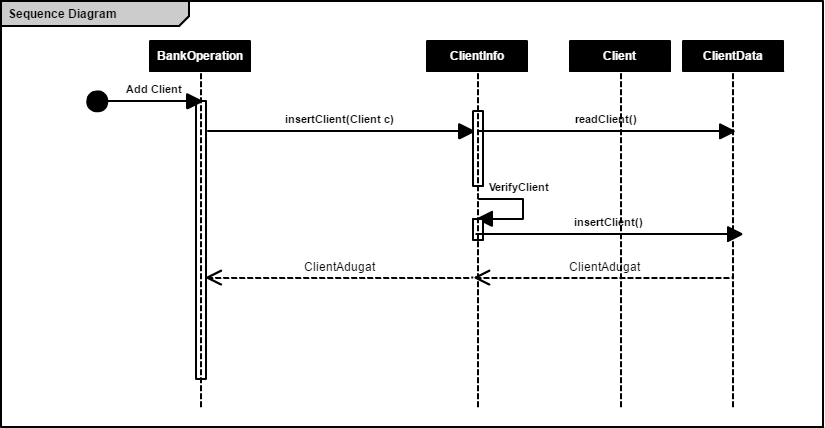 Sequence Diagram
BankOperation
ClientInfo
Client
ClientData
Add Client
insertClient(Client c)
readClient()
VerifyClient
insertClient()
ClientAdugat
ClientAdugat